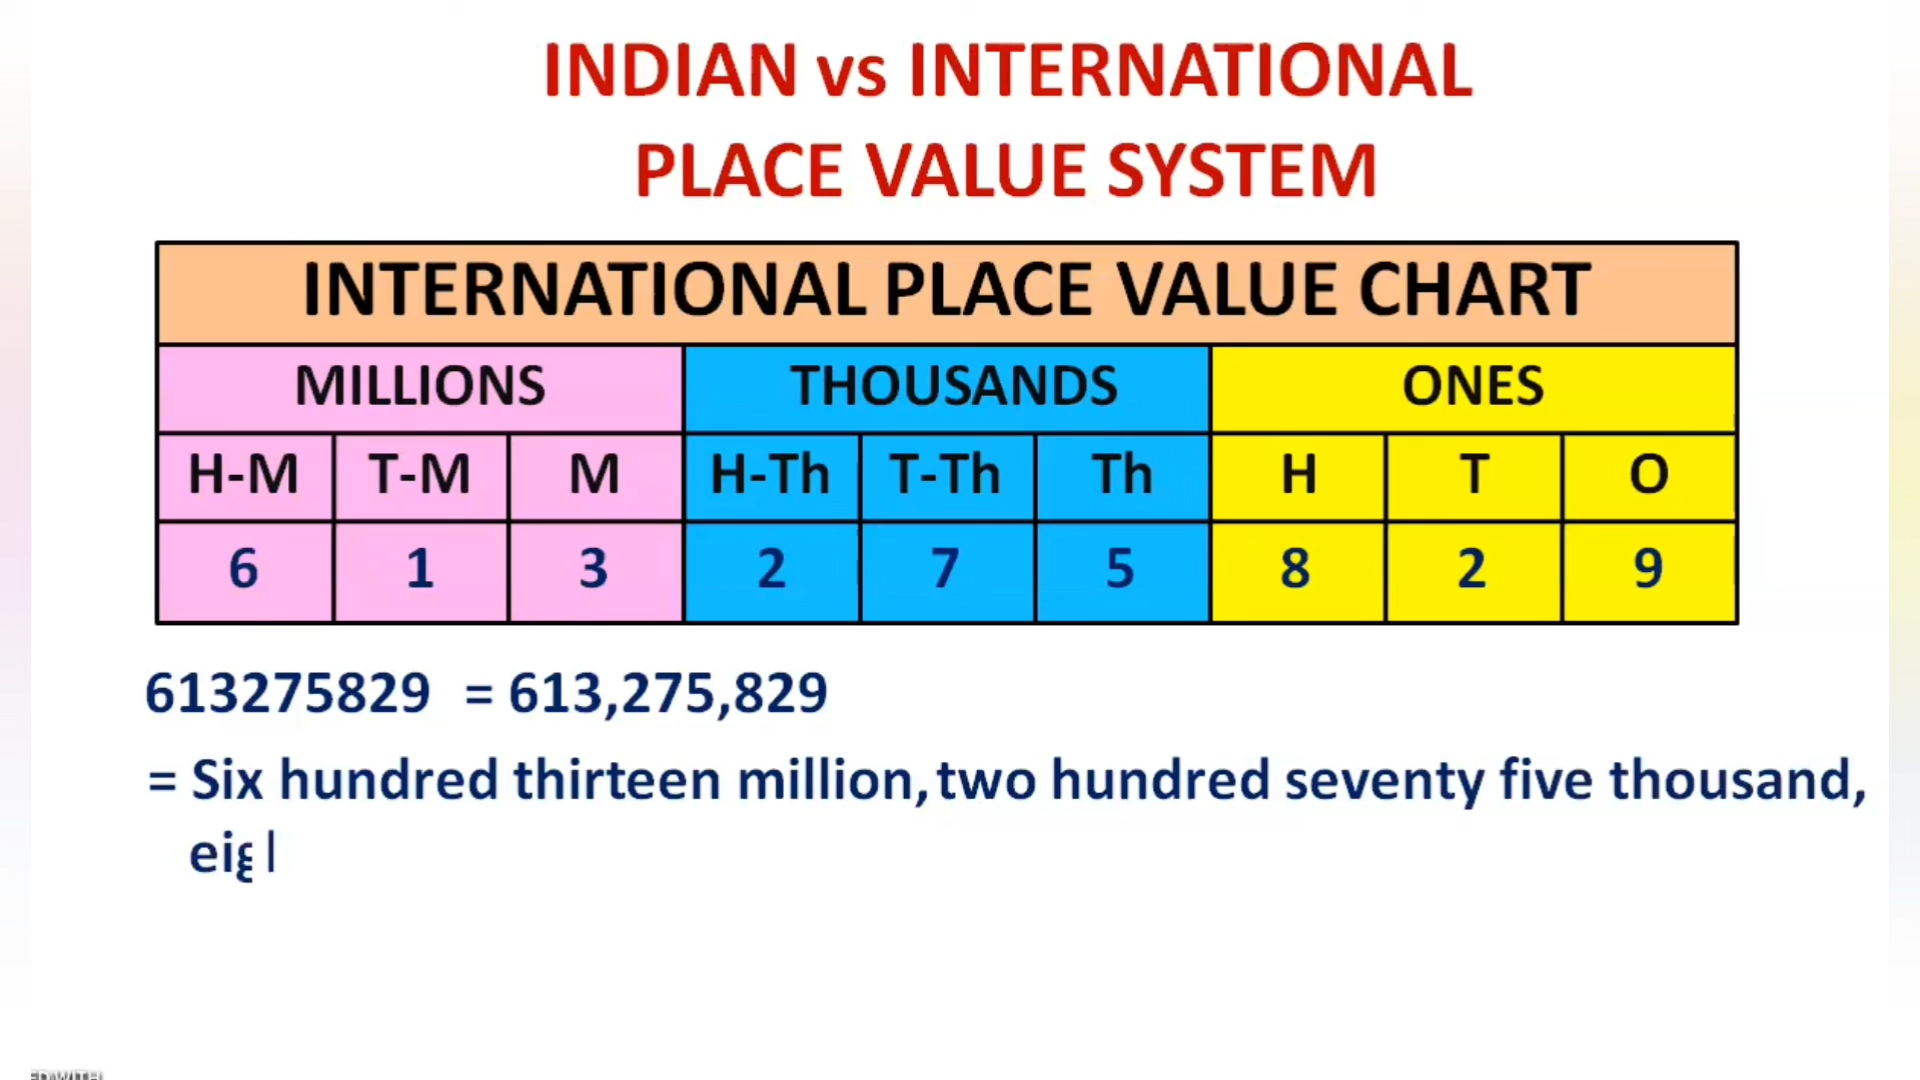 INDIAN vs INTERNATIONAL
PLACE VALUE SYSTEM
INTERNATIONAL PLACE VALUE CHART
MILLIONS THOUSANDS ONES
H-M T-M M H-Th T-Th Th H T O
6 1 3 2 7 5 8 2 9
613275829 = 613,275,829
= Six hundred thirteen million, two hundred seventy five thousand,